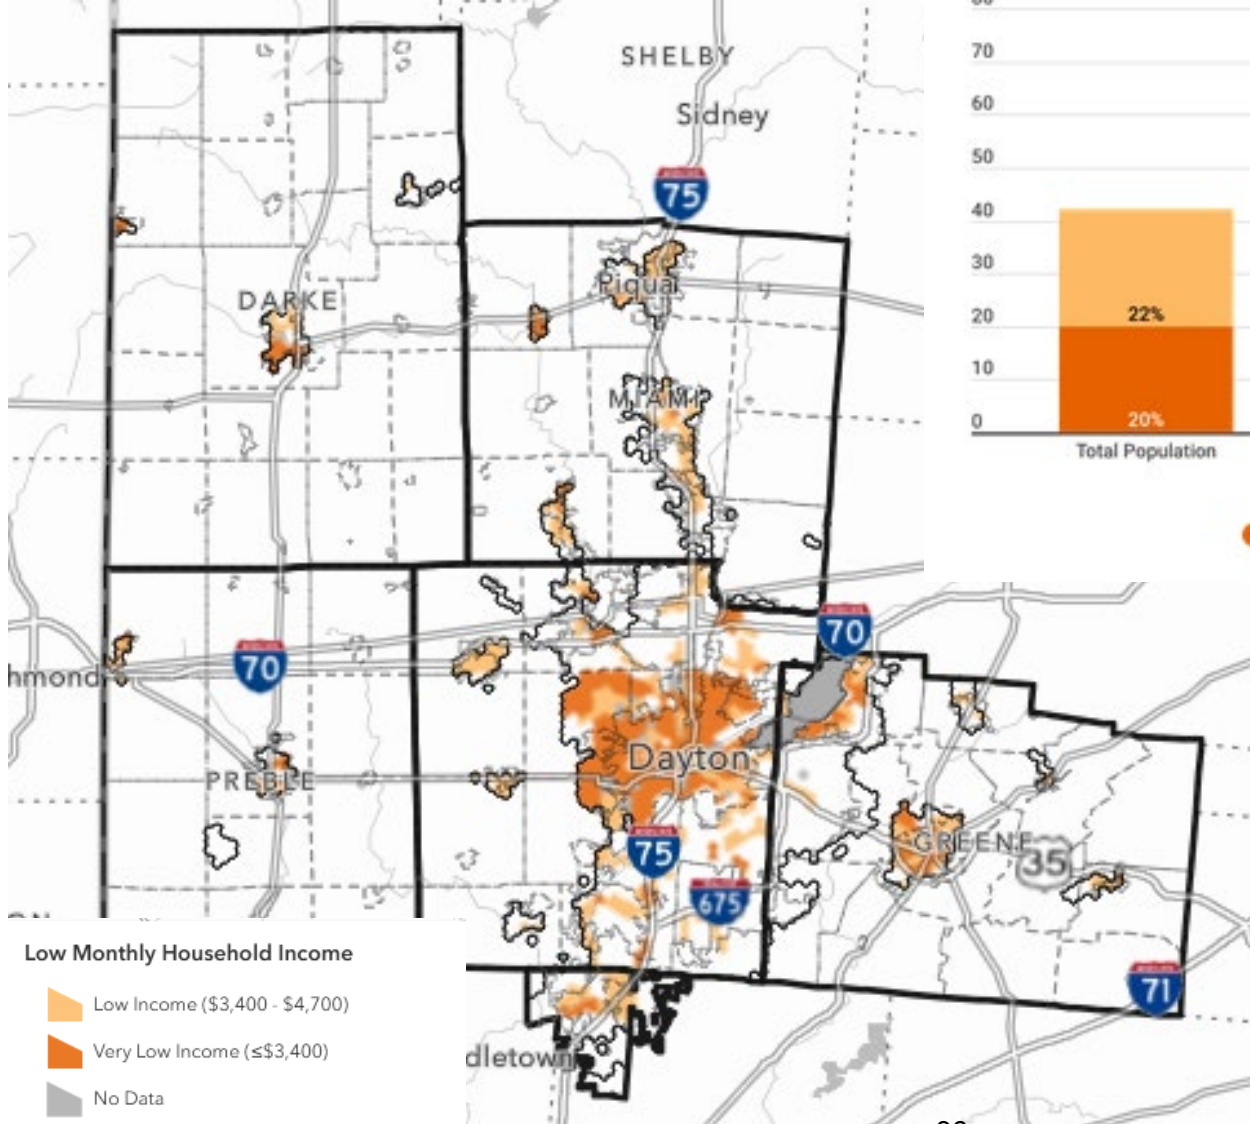 SHELBY
Sidney
75
DARKE
Piqua
MIAMI
70
70
PREBLE
Dayton
75
GREENE
35
675
71
70
60
50
40
30
20
10
0
22%
20%
Total Population
Low Monthly Household Income
Low Income ($3,400 - $4,700)
Very Low Income (≤$3,400)
No Data
hmond
dletown